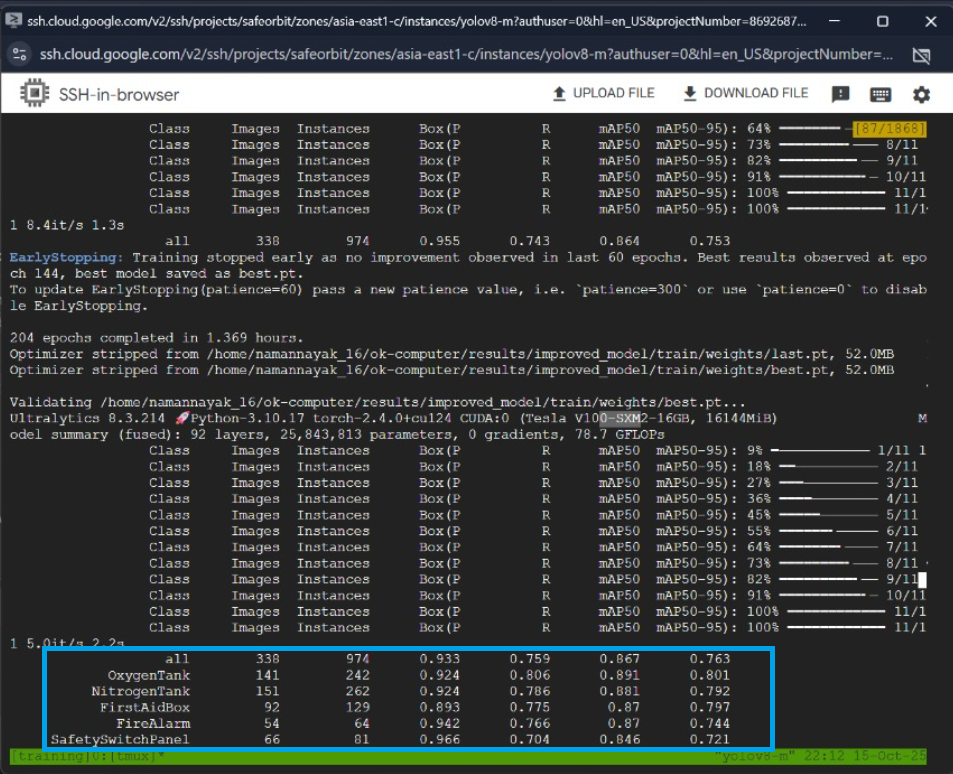 ssh.cloud.google.com/v2/ssh/projects/safeorbit/zones/asia-east1-c/instances/yolov8-m?authuser=0&hl=en_US&projectNumber=8692687...
ssh.cloud.google.com/v2/ssh/projects/safeorbit/zones/asia-east1-c/instances/yolov8-m?authuser=0&hl=en_US&projectNumber=...
SSH-in-browser UPLOAD FILE DOWNLOAD FILE
Class Images Instances Box(P R mAP50 mAP50-95): 64% [87/1868]
Class Images Instances Box(P R mAP50 mAP50-95): 73% 8/11
Class Images Instances Box(P R mAP50 mAP50-95): 82% 9/11
Class Images Instances Box(P R mAP50 mAP50-95): 91% 10/11
Class Images Instances Box(P R mAP50 mAP50-95): 100% 11/1
Class Images Instances Box(P R mAP50 mAP50-95): 100% 11/1
1 8.4it/s 1.3s
all 338 974 0.955 0.743 0.864 0.753
EarlyStopping: Training stopped early as no improvement observed in last 60 epochs. Best results observed at epo
ch 144, best model saved as best.pt.
To update EarlyStopping(patience=60) pass a new patience value, i.e. `patience=300` or use `patience=0` to disab
le EarlyStopping.
204 epochs completed in 1.369 hours.
Optimizer stripped from /home/namannayak_16/ok-computer/results/improved_model/train/weights/last.pt, 52.0MB
Optimizer stripped from /home/namannayak_16/ok-computer/results/improved_model/train/weights/best.pt, 52.0MB
Validating /home/namannayak_16/ok-computer/results/improved_model/train/weights/best.pt...
Ultralytics 8.3.214 🚀Python-3.10.17 torch-2.4.0+cu124 CUDA:0 (Tesla V100-SXM2-16GB, 16144MiB) M
odel summary (fused): 92 layers, 25,843,813 parameters, 0 gradients, 78.7 GFLOPs
Class Images Instances Box(P R mAP50 mAP50-95): 9% 1/11 1
Class Images Instances Box(P R mAP50 mAP50-95): 18% 2/11
Class Images Instances Box(P R mAP50 mAP50-95): 27% 3/11
Class Images Instances Box(P R mAP50 mAP50-95): 36% 4/11
Class Images Instances Box(P R mAP50 mAP50-95): 45% 5/11
Class Images Instances Box(P R mAP50 mAP50-95): 55% 6/11
Class Images Instances Box(P R mAP50 mAP50-95): 64% 7/11
Class Images Instances Box(P R mAP50 mAP50-95): 73% 8/11
Class Images Instances Box(P R mAP50 mAP50-95): 82% 9/11
Class Images Instances Box(P R mAP50 mAP50-95): 91% 10/11
Class Images Instances Box(P R mAP50 mAP50-95): 100% 11/1
Class Images Instances Box(P R mAP50 mAP50-95): 100% 11/1
1 5.0it/s 2.2s
all 338 974 0.933 0.759 0.867 0.763
OxygenTank 141 242 0.924 0.806 0.891 0.801
NitrogenTank 151 262 0.924 0.786 0.881 0.792
FirstAidBox 92 129 0.893 0.775 0.87 0.797
FireAlarm 54 64 0.942 0.766 0.87 0.744
SafetySwitchPanel 66 81 0.966 0.704 0.846 0.721
[training]0:[tmux]* "yolov8-m" 22:12 15-Oct-25